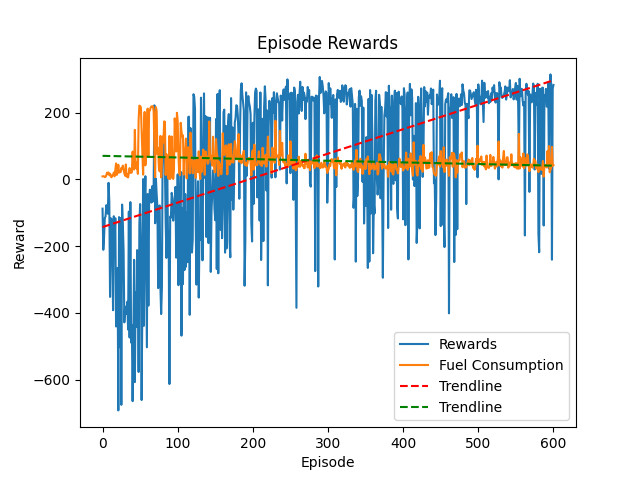 Episode Rewards
Reward
200
0
−200
−400
−600
0
100
200
300
400
500
600
Episode
Rewards
Fuel Consumption
Trendline
Trendline